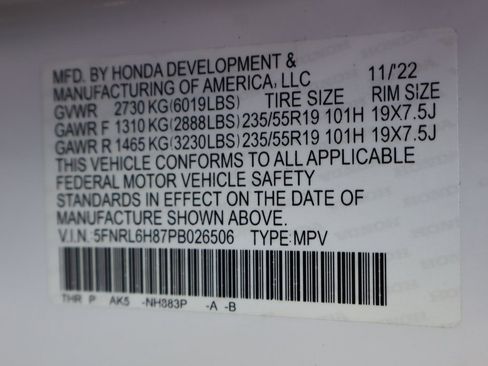 MFD. BY HONDA DEVELOPMENT &
MANUFACTURING OF AMERICA, LLC 11/'22
GVWR 2730 KG(6019LBS) TIRE SIZE RIM SIZE
GAWR F 1310 KG(2888LBS) 235/55R19 101H 19X7.5J
GAWR R 1465 KG(3230LBS) 235/55R19 101H 19X7.5J
THIS VEHICLE CONFORMS TO ALL APPLICABLE
FEDERAL MOTOR VEHICLE SAFETY
STANDARDS IN EFFECT ON THE DATE OF
MANUFACTURE SHOWN ABOVE.
V.I.N.:5FNRL6H87PB026506 TYPE:MPV
THR P AK5 -NH883P -A -B